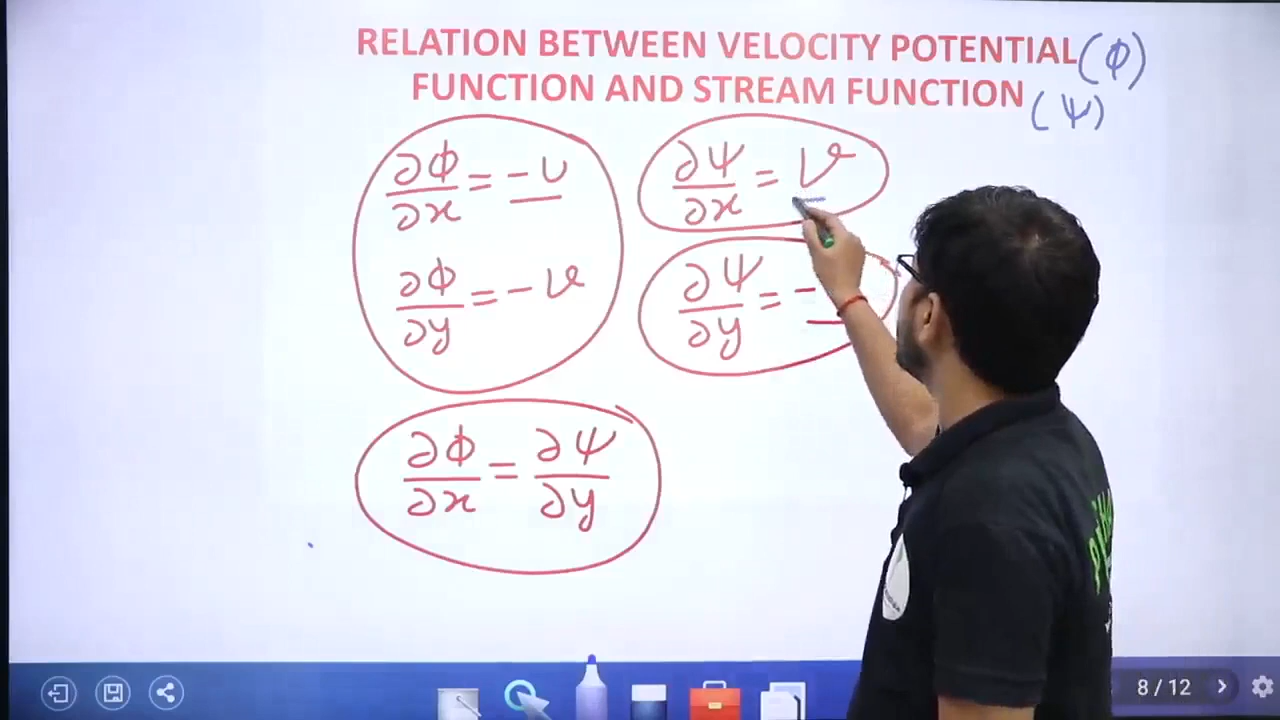 RELATION BETWEEN VELOCITY POTENTIAL (φ)
FUNCTION AND STREAM FUNCTION (ψ)
∂φ/∂x = -u
∂ψ/∂x = v
∂φ/∂y = -v
∂ψ/∂y = -
∂φ/∂x = ∂ψ/∂y
8 / 12